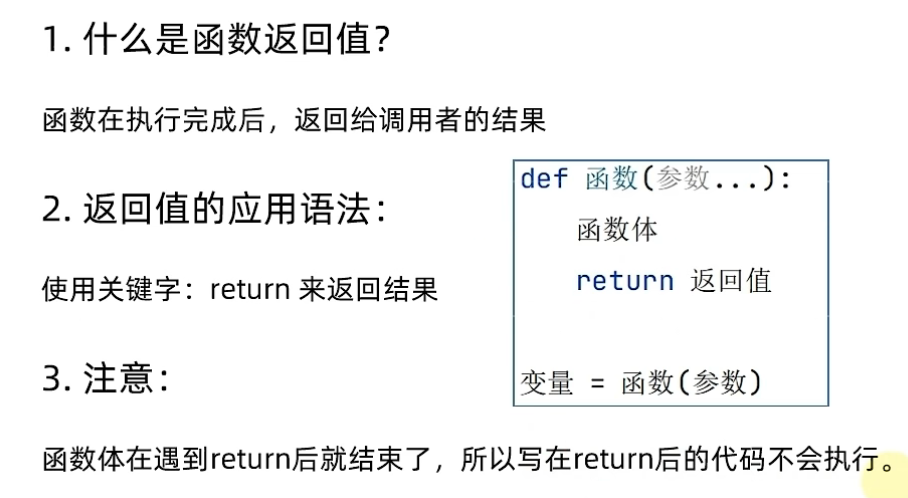 1. 什么是函数返回值？
函数在执行完成后，返回给调用者的结果
2. 返回值的应用语法：
使用关键字：return 来返回结果
def 函数(参数...):
函数体
return 返回值
变量 = 函数(参数)
3. 注意：
函数体在遇到return后就结束了，所以写在return后的代码不会执行。